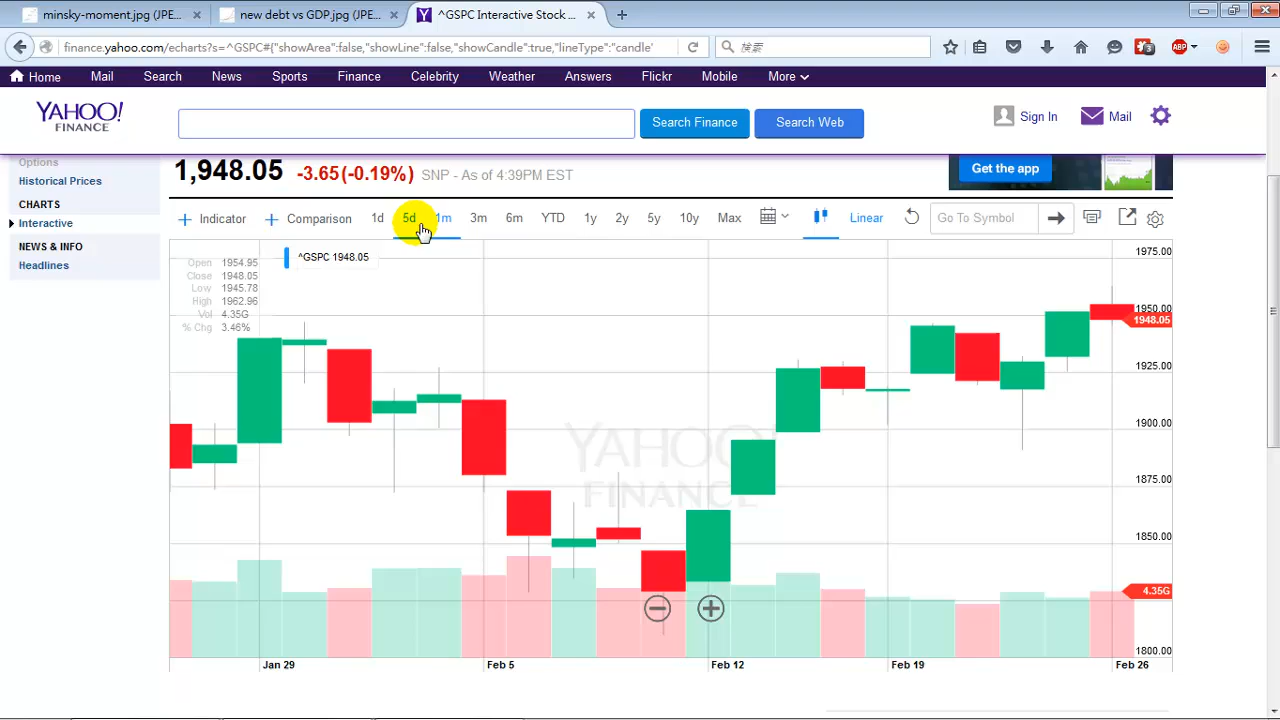 minsky-moment.jpg (JPE... × new debt vs GDP.jpg (JPE... × ^GSPC Interactive Stock ... × +
finance.yahoo.com/echarts?s=^GSPC#{"showArea":false,"showLine":false,"showCandle":true,"lineType":"candle' 搜索
Home Mail Search News Sports Finance Celebrity Weather Answers Flickr Mobile More
YAHOO! FINANCE Search Finance Search Web Sign In Mail
Options
Historical Prices
CHARTS
Interactive
NEWS & INFO
Headlines
1,948.05 -3.65(-0.19%) SNP - As of 4:39PM EST
Get the app
+ Indicator + Comparison 1d 5d 1m 3m 6m YTD 1y 2y 5y 10y Max Linear Go To Symbol
^GSPC 1948.05
Open 1954.95
Close 1948.05
Low 1945.78
High 1962.96
Vol 4.35G
% Chg 3.46%
YAHOO!
FINANCE
1975.00
1950.00
1948.05
1925.00
1900.00
1875.00
1850.00
4.35G
1800.00
Jan 29 Feb 5 Feb 12 Feb 19 Feb 26
3
ABP